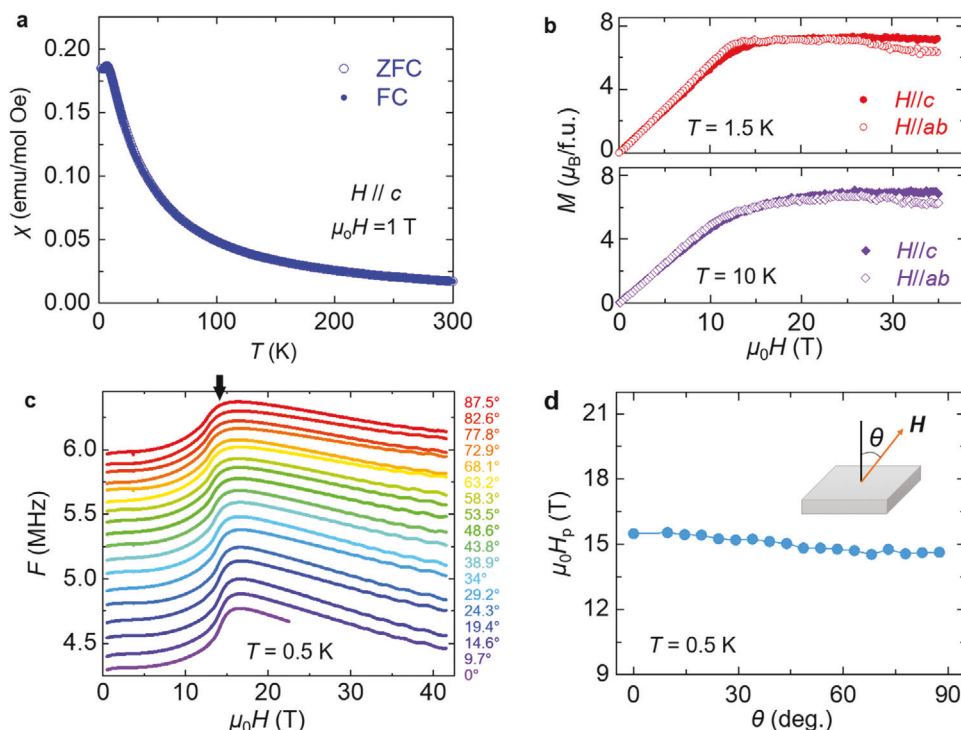 a
0.20
0.15
0.10
0.05
0.00
χ (emu/mol Oe)
ZFC
FC
H // c
μ₀H =1 T
0 100 200 300
T (K)
b
8
4
0
H//c
H//ab
T = 1.5 K
8
4
0
H//c
H//ab
T = 10 K
M (μB/f.u.)
0 10 20 30
μ₀H (T)
c
6.0
5.5
5.0
4.5
F (MHz)
87.5°
82.6°
77.8°
72.9°
68.1°
63.2°
58.3°
53.5°
48.6°
43.8°
38.9°
34°
29.2°
24.3°
19.4°
14.6°
9.7°
0°
T = 0.5 K
0 10 20 30 40
μ₀H (T)
d
21
18
15
12
9
μ₀Hp (T)
θ
H
T = 0.5 K
0 30 60 90
θ (deg.)